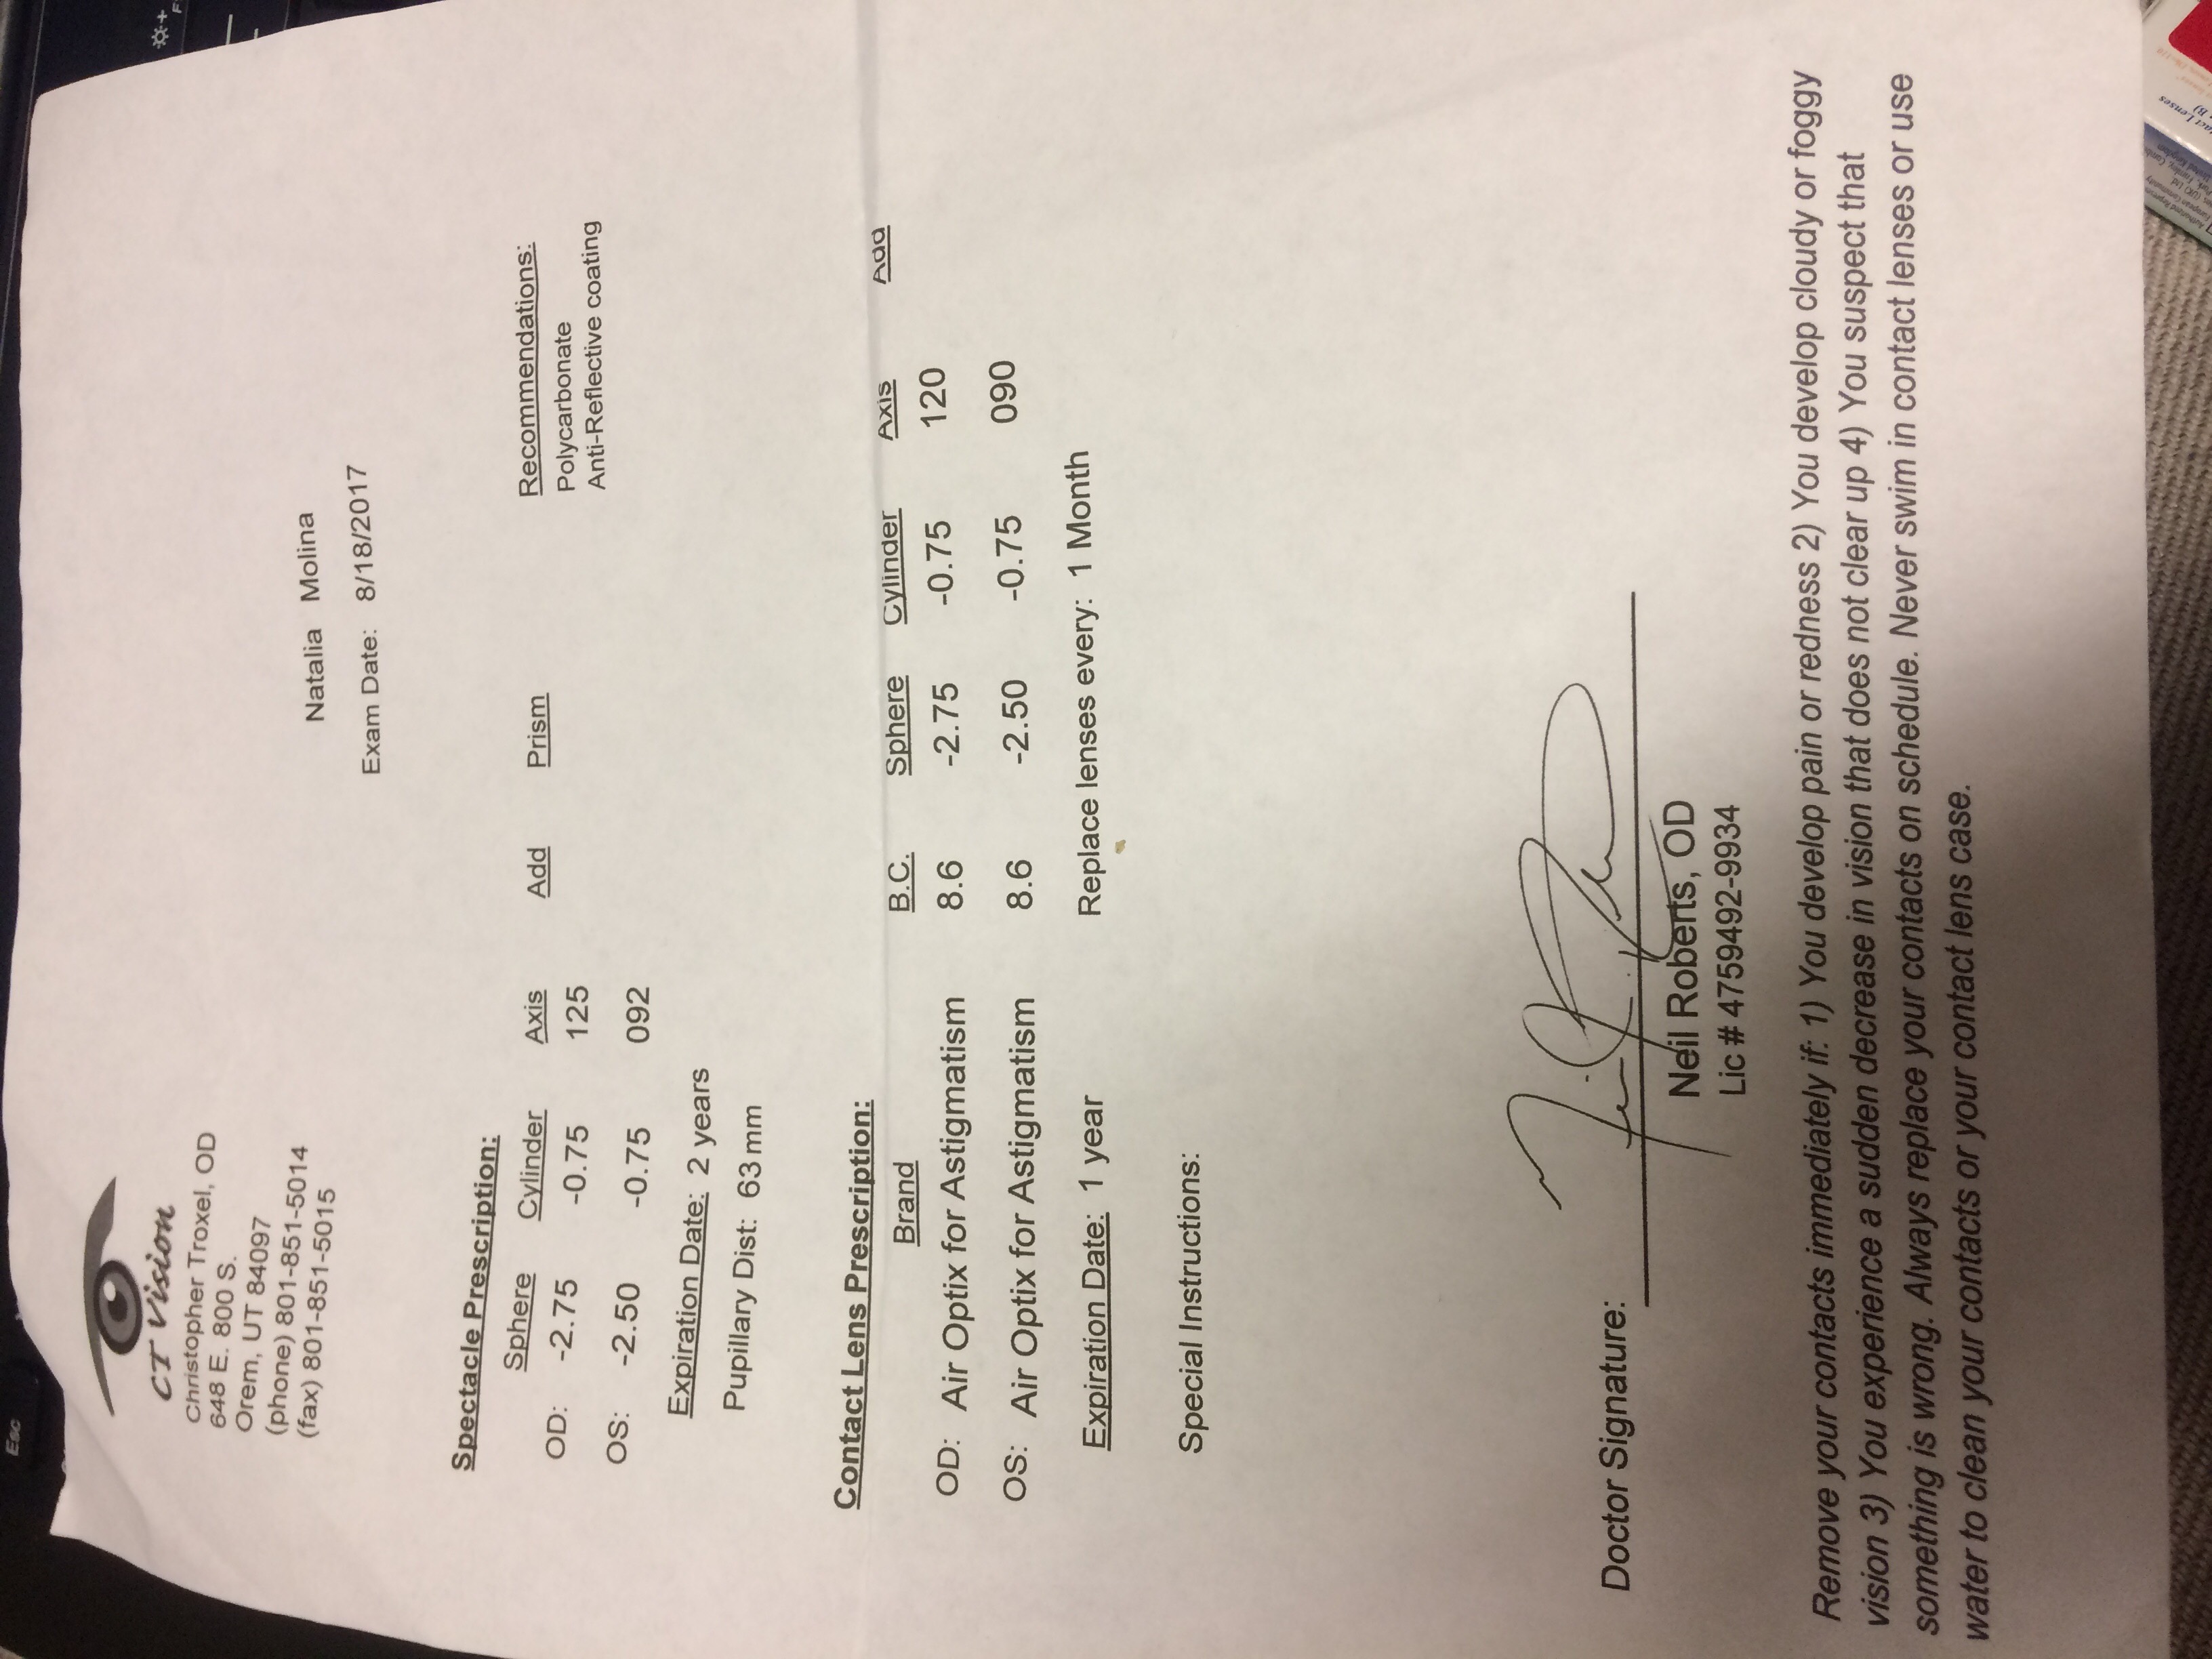 Esc
CT Vision
Christopher Troxel, OD
648 E. 800 S.
Orem, UT 84097
(phone) 801-851-5014
(fax) 801-851-5015
Natalia Molina
Exam Date: 8/18/2017
Spectacle Prescription:
Sphere Cylinder Axis Add Prism Recommendations:
OD: -2.75 -0.75 125 Polycarbonate
Anti-Reflective coating
OS: -2.50 -0.75 092
Expiration Date: 2 years
Pupillary Dist: 63 mm
Contact Lens Prescription:
Brand B.C. Sphere Cylinder Axis Add
OD: Air Optix for Astigmatism 8.6 -2.75 -0.75 120
OS: Air Optix for Astigmatism 8.6 -2.50 -0.75 090
Expiration Date: 1 year Replace lenses every: 1 Month
Special Instructions:
Doctor Signature:
Neil Roberts, OD
Lic # 4759492-9934
Remove your contacts immediately if: 1) You develop pain or redness 2) You develop cloudy or foggy
vision 3) You experience a sudden decrease in vision that does not clear up 4) You suspect that
something is wrong. Always replace your contacts on schedule. Never swim in contact lenses or use
water to clean your contacts or your contact lens case.